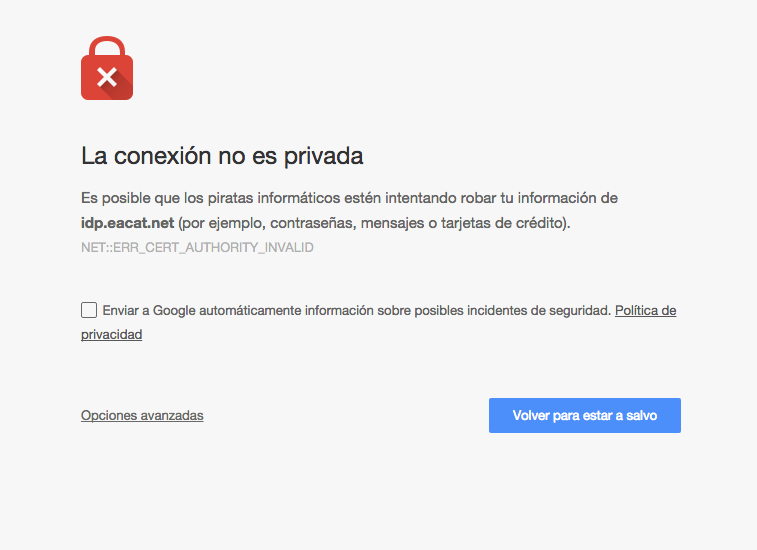 La conexión no es privada
Es posible que los piratas informáticos estén intentando robar tu información de
idp.eacat.net (por ejemplo, contraseñas, mensajes o tarjetas de crédito).
NET::ERR_CERT_AUTHORITY_INVALID
Enviar a Google automáticamente información sobre posibles incidentes de seguridad. Política de
privacidad
Opciones avanzadas
Volver para estar a salvo